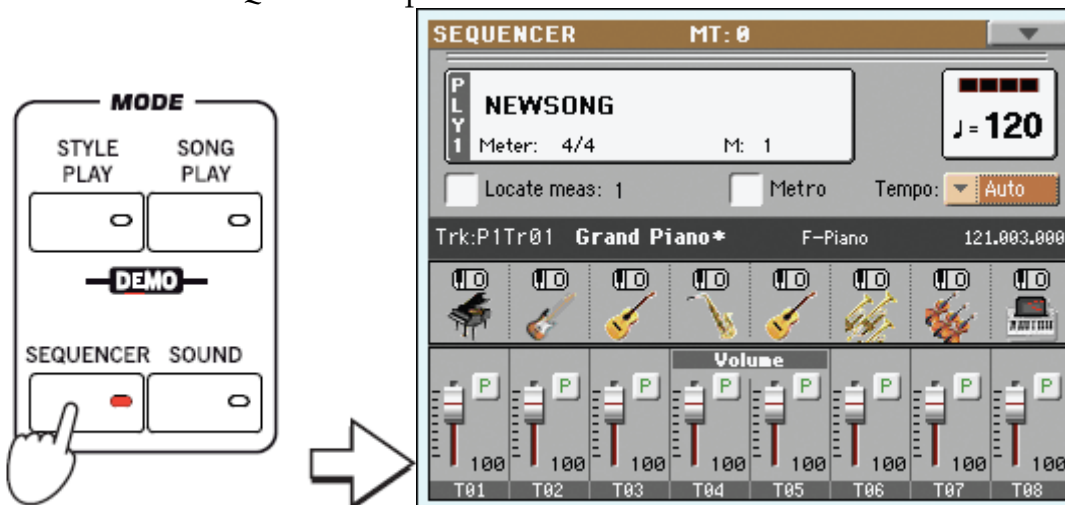 MODE
STYLE PLAY
SONG PLAY
DEMO
SEQUENCER SOUND
SEQUENCER MT: 0
PLY1
NEWSONG
Meter: 4/4 M: 1
♩= 120
Locate meas: 1 Metro Tempo: Auto
Trk:P1Tr01 Grand Piano* F-Piano 121.003.000
Volume
P P P P P P P P
100 100 100 100 100 100 100 100
T01 T02 T03 T04 T05 T06 T07 T08